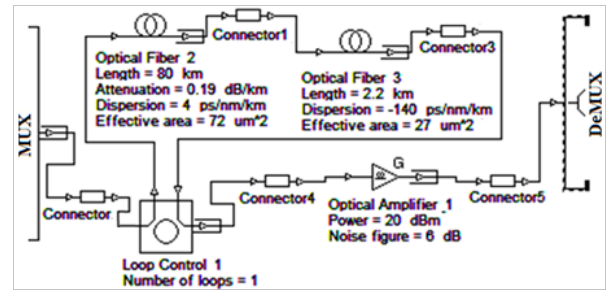 MUX
Connector1
Connector3
Optical Fiber 2
Length = 80 km
Attenuation = 0.19 dB/km
Dispersion = 4 ps/nm/km
Effective area = 72 um^2
Optical Fiber 3
Length = 2.2 km
Dispersion = -140 ps/nm/km
Effective area = 27 um^2
DeMUX
Connector
Connector4
G
Connector5
Optical Amplifier_1
Power = 20 dBm
Noise figure = 6 dB
Loop Control 1
Number of loops = 1